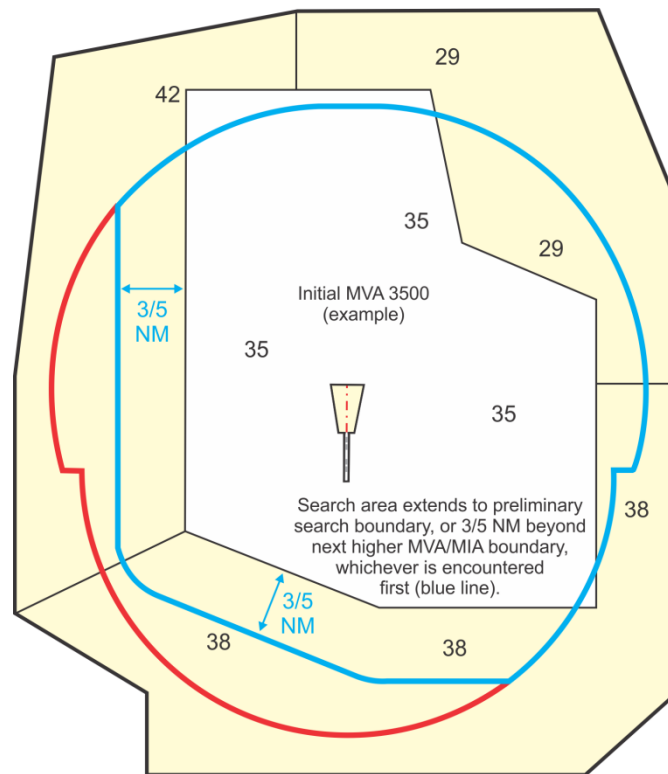 29
42
35
29
Initial MVA 3500
(example)
3/5
NM
35
35
Search area extends to preliminary
search boundary, or 3/5 NM beyond
next higher MVA/MIA boundary,
whichever is encountered
first (blue line).
38
3/5
NM
38
38